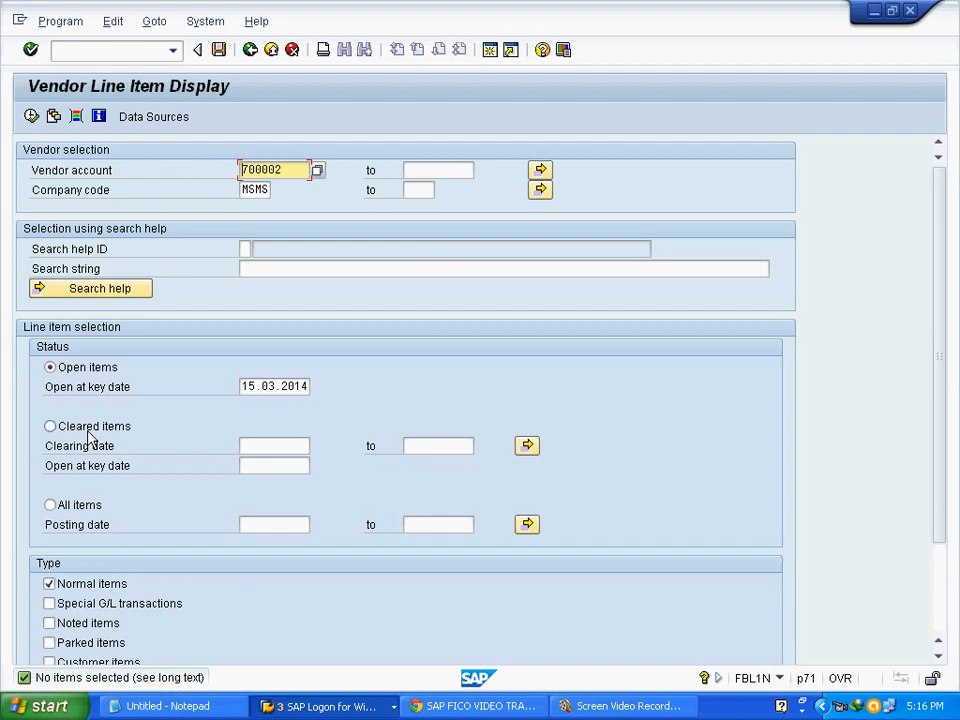 Program Edit Goto System Help
Vendor Line Item Display
Data Sources
Vendor selection
Vendor account 700002 to
Company code MSMS to
Selection using search help
Search help ID
Search string
Search help
Line item selection
Status
Open items
Open at key date 15.03.2014
Cleared items
Clearing date to
Open at key date
All items
Posting date to
Type
Normal items
Special G/L transactions
Noted items
Parked items
Customer items
No items selected (see long text) SAP FBL1N p71 OVR
start Untitled - Notepad 3 SAP Logon for Wi... SAP FICO VIDEO TRA... Screen Video Record... 5:16 PM